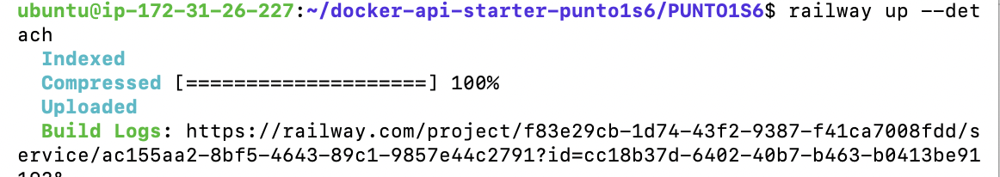 ubuntu@ip-172-31-26-227:~/docker-api-starter-punto1s6/PUNTO1S6$ railway up --det
ach
Indexed
Compressed [====================] 100%
Uploaded
Build Logs: https://railway.com/project/f83e29cb-1d74-43f2-9387-f41ca7008fdd/s
ervice/ac155aa2-8bf5-4643-89c1-9857e44c2791?id=cc18b37d-6402-40b7-b463-b0413be91